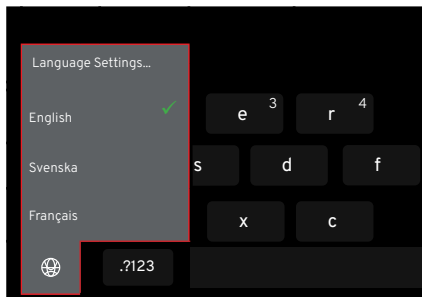 Language Settings...
English
e 3 r 4
Svenska
s d f
Français
x c
.?123